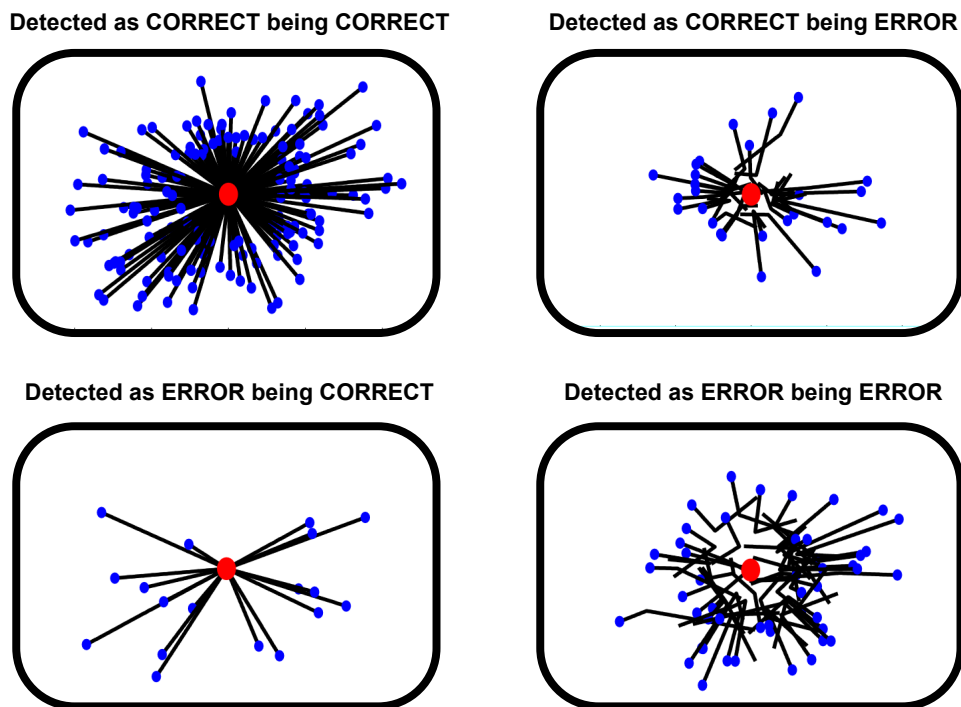 Detected as CORRECT being CORRECT
Detected as CORRECT being ERROR
Detected as ERROR being CORRECT
Detected as ERROR being ERROR